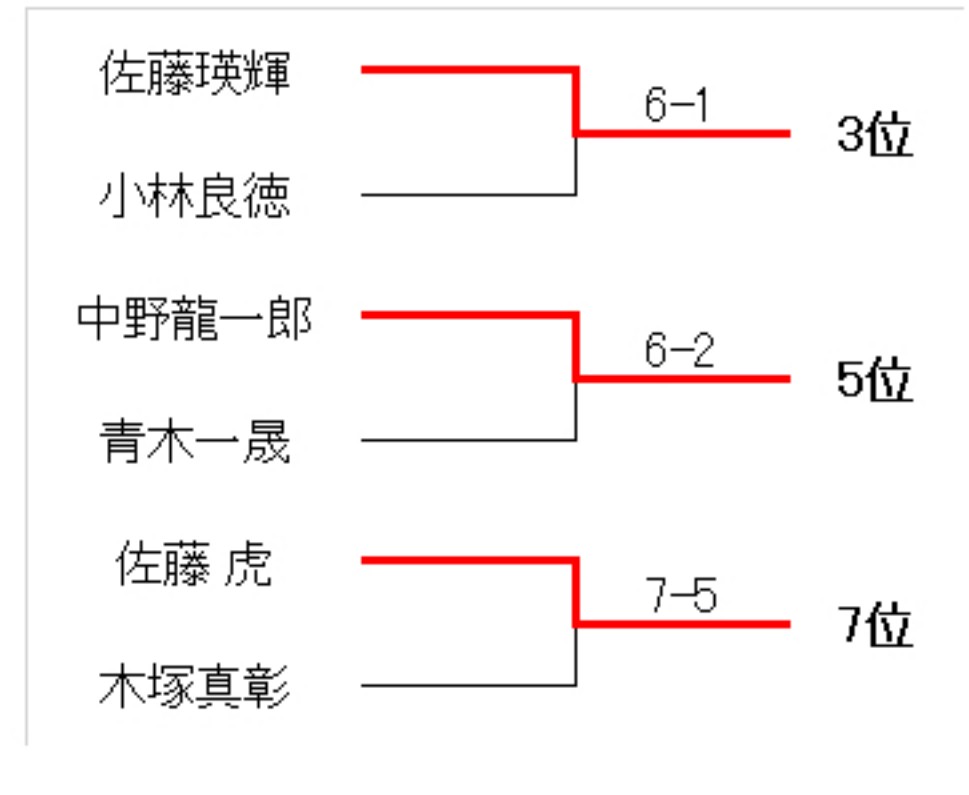 佐藤瑛輝
6-1
3位
小林良徳
中野龍一郎
6-2
5位
青木一晟
佐藤 虎
7-5
7位
木塚真彰